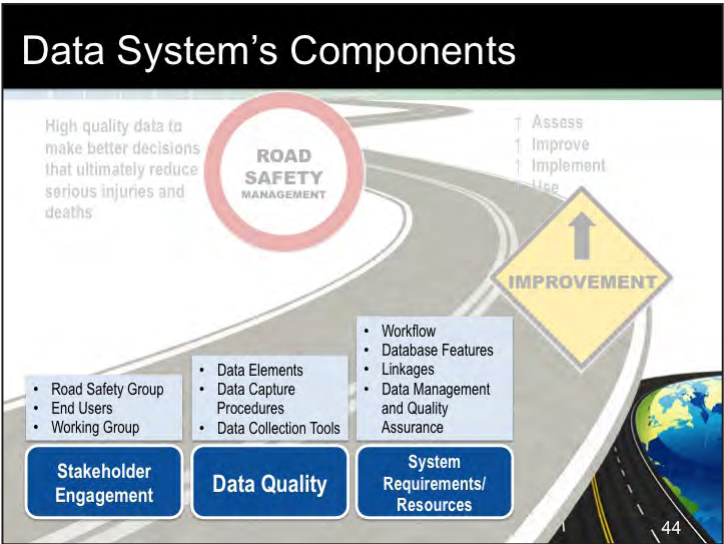 Data System's Components
High quality data to
make better decisions
that ultimately reduce
serious injuries and
deaths
ROAD
SAFETY
MANAGEMENT
↑ Assess
↑ Improve
↑ Implement
↑ Use
IMPROVEMENT
• Road Safety Group
• End Users
• Working Group
Stakeholder
Engagement
• Data Elements
• Data Capture
Procedures
• Data Collection Tools
Data Quality
• Workflow
• Database Features
• Linkages
• Data Management
and Quality
Assurance
System
Requirements/
Resources
44